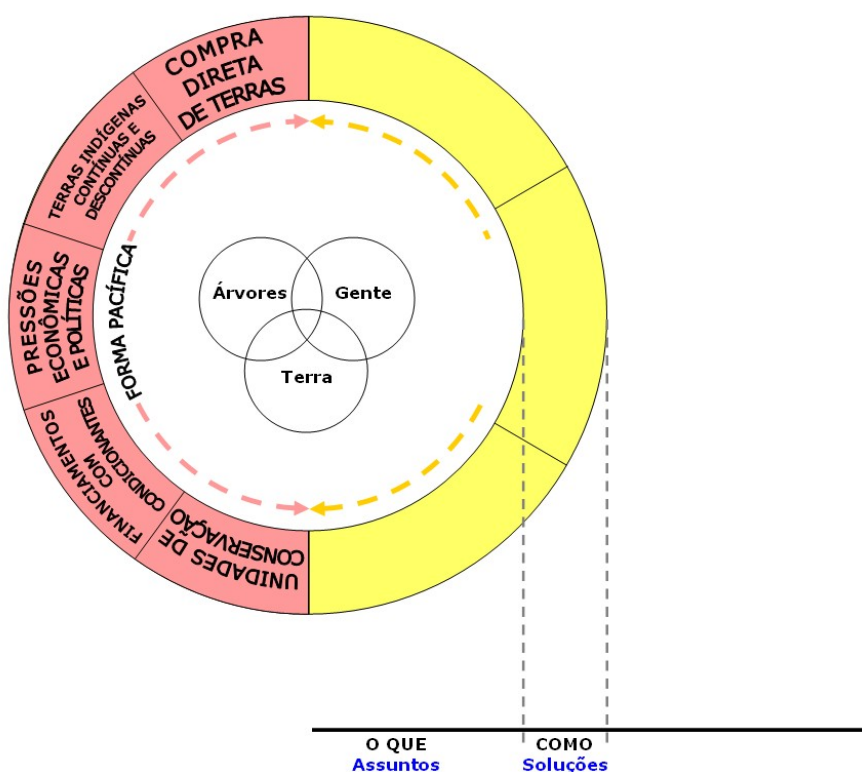 COMPRA
DIRETA
DE TERRAS
TERRAS INDÍGENAS
CONTÍNUAS E
DESCONTÍNUAS
PRESSÕES
ECONÔMICAS
E POLÍTICAS
FORMA PACÍFICA
Árvores
Gente
Terra
FINANCIAMENTOS
COM
CONDICIONANTES
UNIDADES DE
CONSERVAÇÃO
O QUE
Assuntos
COMO
Soluções